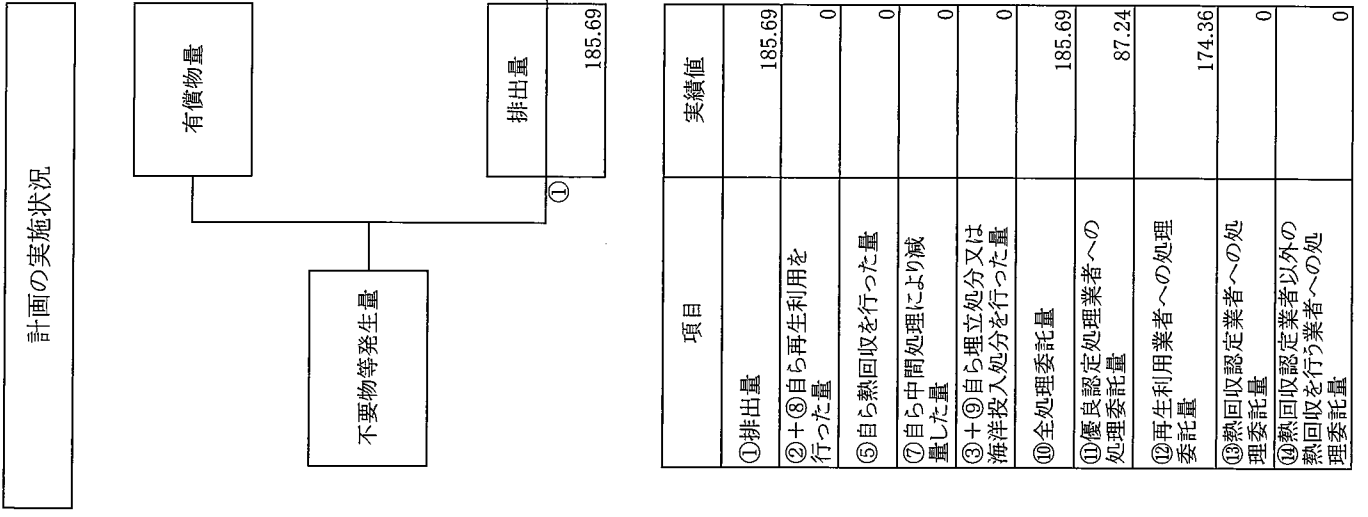 計画の実施状況
不要物等発生量
有償物量
排出量
①
185.69
項目
実績値
①排出量
185.69
②+⑧自ら再生利用を
行った量
0
⑤自ら熱回収を行った量
0
⑦自ら中間処理により減
量した量
0
③+⑨自ら埋立処分又は
海洋投入処分を行った量
0
⑩全処理委託量
185.69
⑪優良認定処理業者への
処理委託量
87.24
⑫再生利用業者への処理
委託量
174.36
⑬熱回収認定業者への処
理委託量
0
⑭熱回収認定業者以外の
熱回収を行う業者への処
理委託量
0